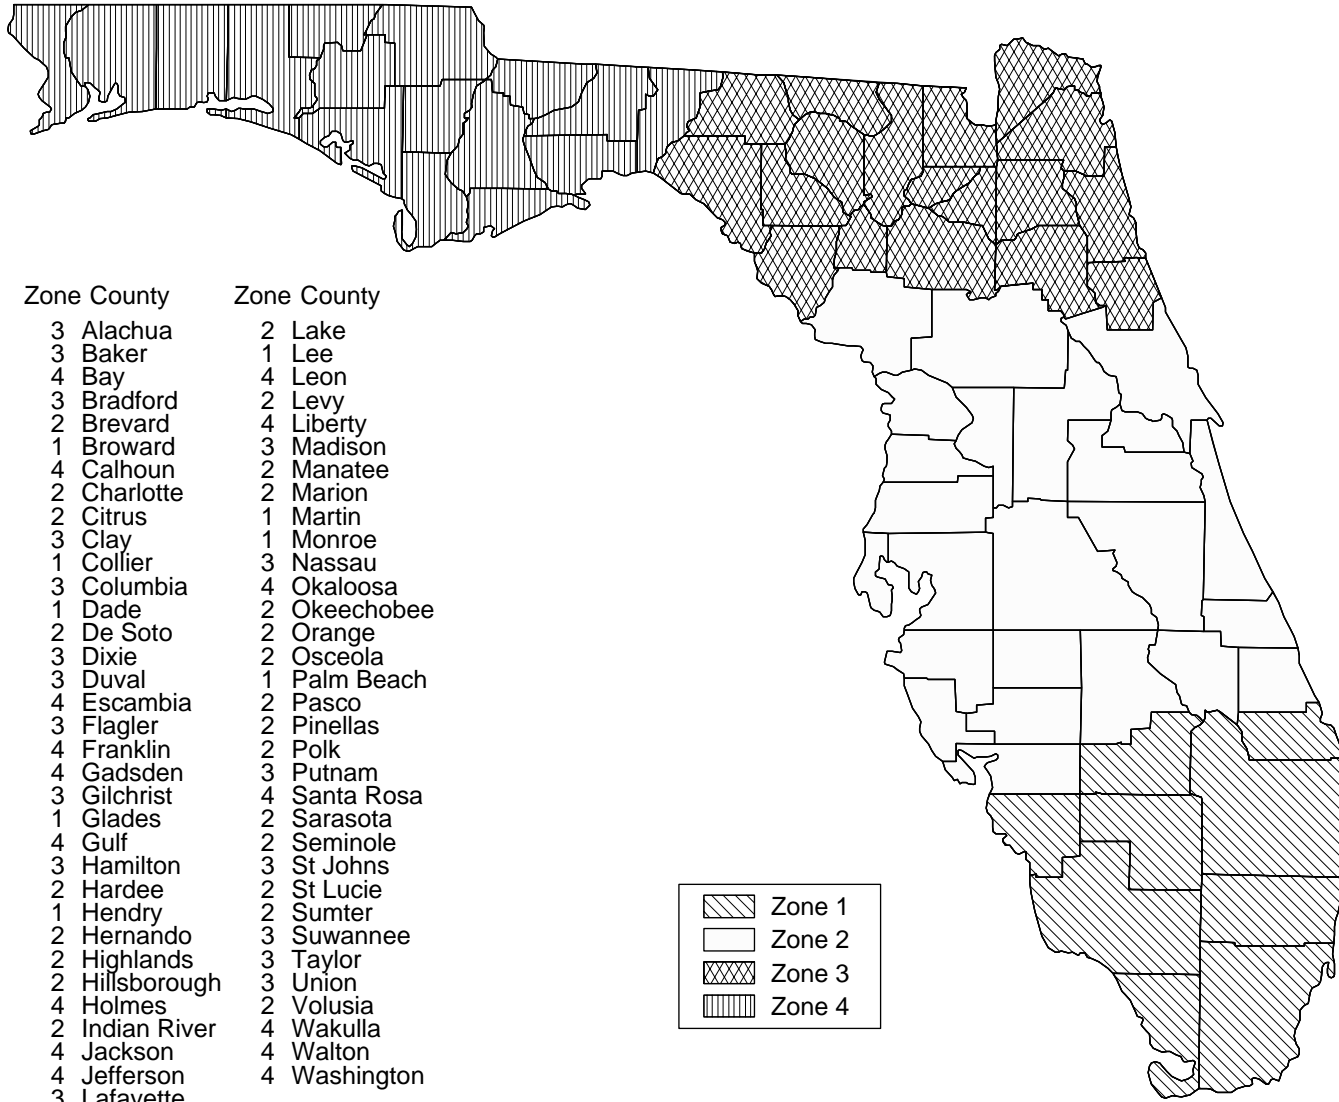 Zone County
3 Alachua
3 Baker
4 Bay
3 Bradford
2 Brevard
1 Broward
4 Calhoun
2 Charlotte
2 Citrus
3 Clay
1 Collier
3 Columbia
1 Dade
2 De Soto
3 Dixie
3 Duval
4 Escambia
3 Flagler
4 Franklin
4 Gadsden
3 Gilchrist
1 Glades
4 Gulf
3 Hamilton
2 Hardee
1 Hendry
2 Hernando
2 Highlands
2 Hillsborough
4 Holmes
2 Indian River
4 Jackson
4 Jefferson
3 Lafayette
Zone County
2 Lake
1 Lee
4 Leon
2 Levy
4 Liberty
3 Madison
2 Manatee
2 Marion
1 Martin
1 Monroe
3 Nassau
4 Okaloosa
2 Okeechobee
2 Orange
2 Osceola
1 Palm Beach
2 Pasco
2 Pinellas
2 Polk
3 Putnam
4 Santa Rosa
2 Sarasota
2 Seminole
3 St Johns
2 St Lucie
2 Sumter
3 Suwannee
3 Taylor
3 Union
2 Volusia
4 Wakulla
4 Walton
4 Washington
Zone 1
Zone 2
Zone 3
Zone 4